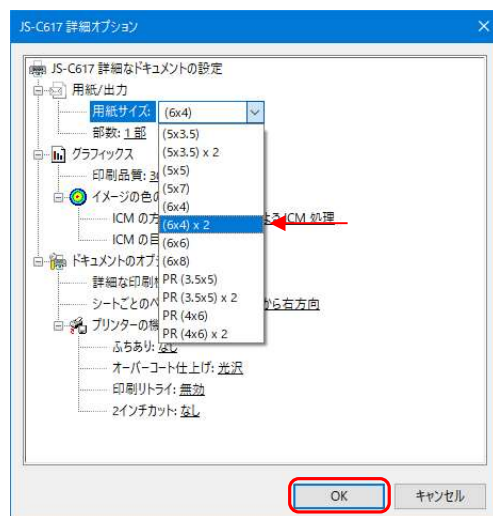 JS-C617 詳細オプション
JS-C617 詳細なドキュメントの設定
用紙/出力
用紙サイズ: (6x4)
部数: 1 部
(5x3.5)
(5x3.5) x 2
グラフィックス
(5x5)
印刷品質:
(5x7)
イメージの色の
(6x4)
ICM の方
(6x4) x 2
ICM 処理
ICM の目
(6x6)
ドキュメントのオプ
(6x8)
詳細な印刷
PR (3.5x5)
シートごとのペ
PR (3.5x5) x 2
から右方向
プリンターの機
PR (4x6)
PR (4x6) x 2
ふちあり: なし
オーバーコート仕上げ: 光沢
印刷リトライ: 無効
2インチカット: なし
OK
キャンセル